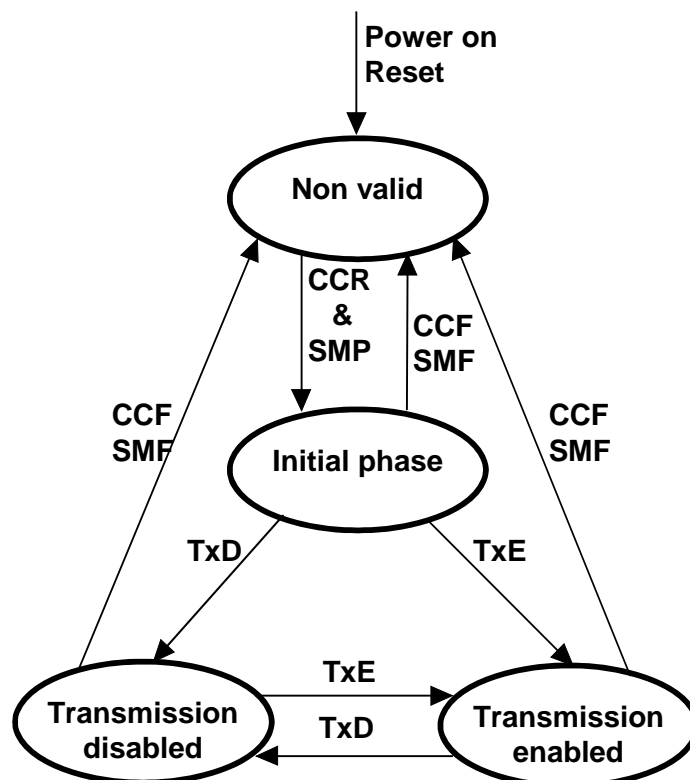 Power on
Reset
Non valid
CCR
&
SMP
CCF
SMF
CCF
SMF
CCF
SMF
Initial phase
TxD
TxE
TxE
Transmission
disabled
TxD
Transmission
enabled